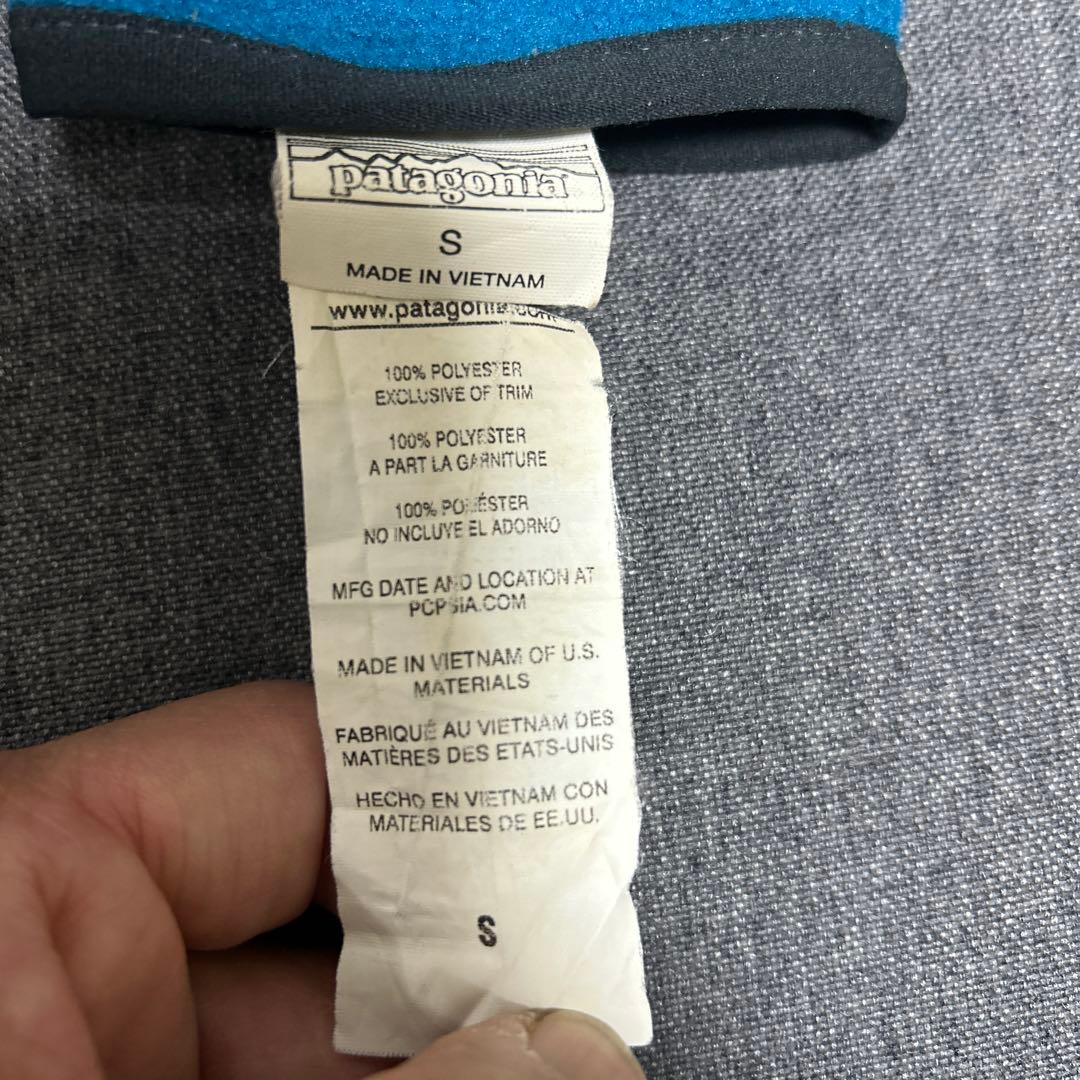 patagonia
S
MADE IN VIETNAM
www.patagonia.com
100% POLYESTER
EXCLUSIVE OF TRIM
100% POLYESTER
A PART LA GARNITURE
100% POLIÉSTER
NO INCLUYE EL ADORNO
MFG DATE AND LOCATION AT
PCPSIA.COM
MADE IN VIETNAM OF U.S.
MATERIALS
FABRIQUÉ AU VIETNAM DES
MATIÈRES DES ETATS-UNIS
HECHO EN VIETNAM CON
MATERIALES DE EE.UU.
S